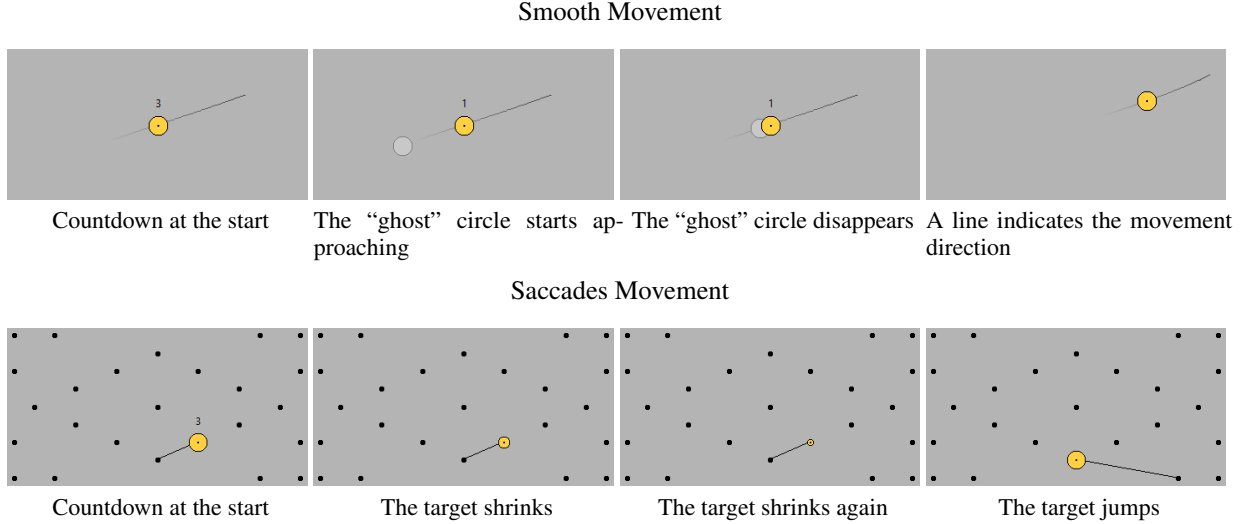 Smooth Movement
3
1
1
Countdown at the start
The “ghost” circle starts ap-
proaching
The “ghost” circle disappears
A line indicates the movement
direction
Saccades Movement
3
Countdown at the start
The target shrinks
The target shrinks again
The target jumps